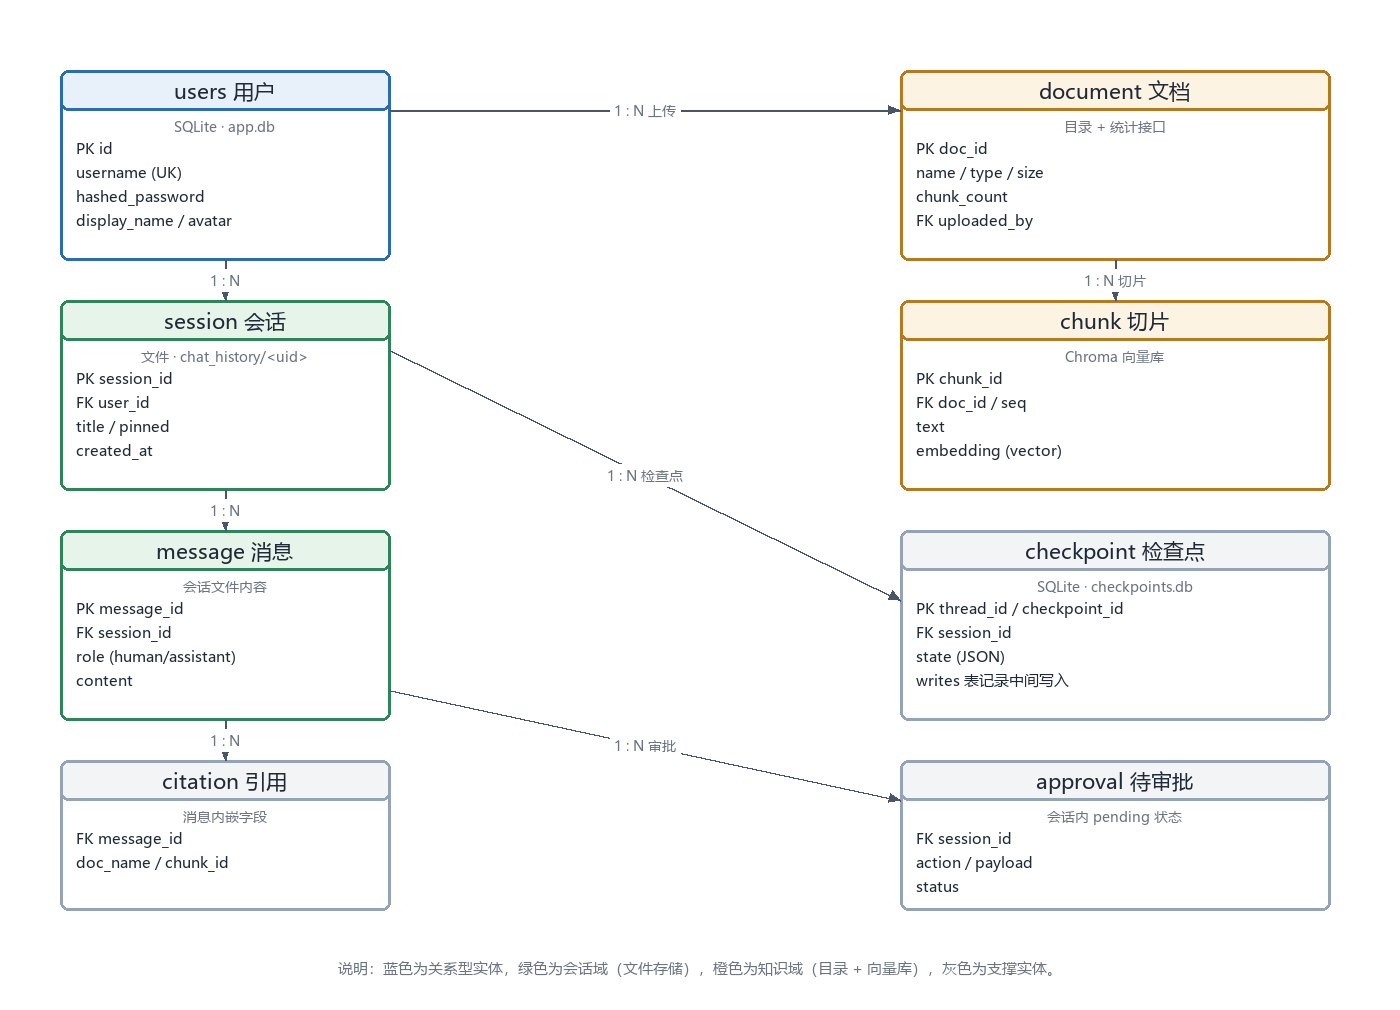 users 用户
SQLite · app.db
PK id
username (UK)
hashed_password
display_name / avatar
1 : N 上传
document 文档
目录 + 统计接口
PK doc_id
name / type / size
chunk_count
FK uploaded_by
1 : N
1 : N 切片
session 会话
文件 · chat_history/<uid>
PK session_id
FK user_id
title / pinned
created_at
chunk 切片
Chroma 向量库
PK chunk_id
FK doc_id / seq
text
embedding (vector)
1 : N 检查点
1 : N
message 消息
会话文件内容
PK message_id
FK session_id
role (human/assistant)
content
checkpoint 检查点
SQLite · checkpoints.db
PK thread_id / checkpoint_id
FK session_id
state (JSON)
writes 表记录中间写入
1 : N
1 : N 审批
citation 引用
消息内嵌字段
FK message_id
doc_name / chunk_id
approval 待审批
会话内 pending 状态
FK session_id
action / payload
status
说明：蓝色为关系型实体，绿色为会话域（文件存储），橙色为知识域（目录 + 向量库），灰色为支撑实体。